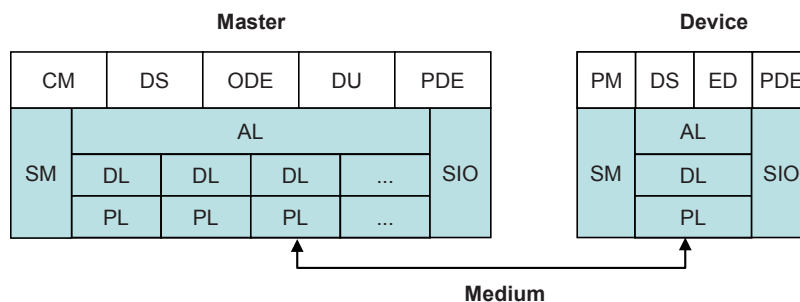 Master Device
CM DS ODE DU PDE PM DS ED PDE
AL AL
SM DL DL DL ... SIO SM DL SIO
PL PL PL ... PL
Medium